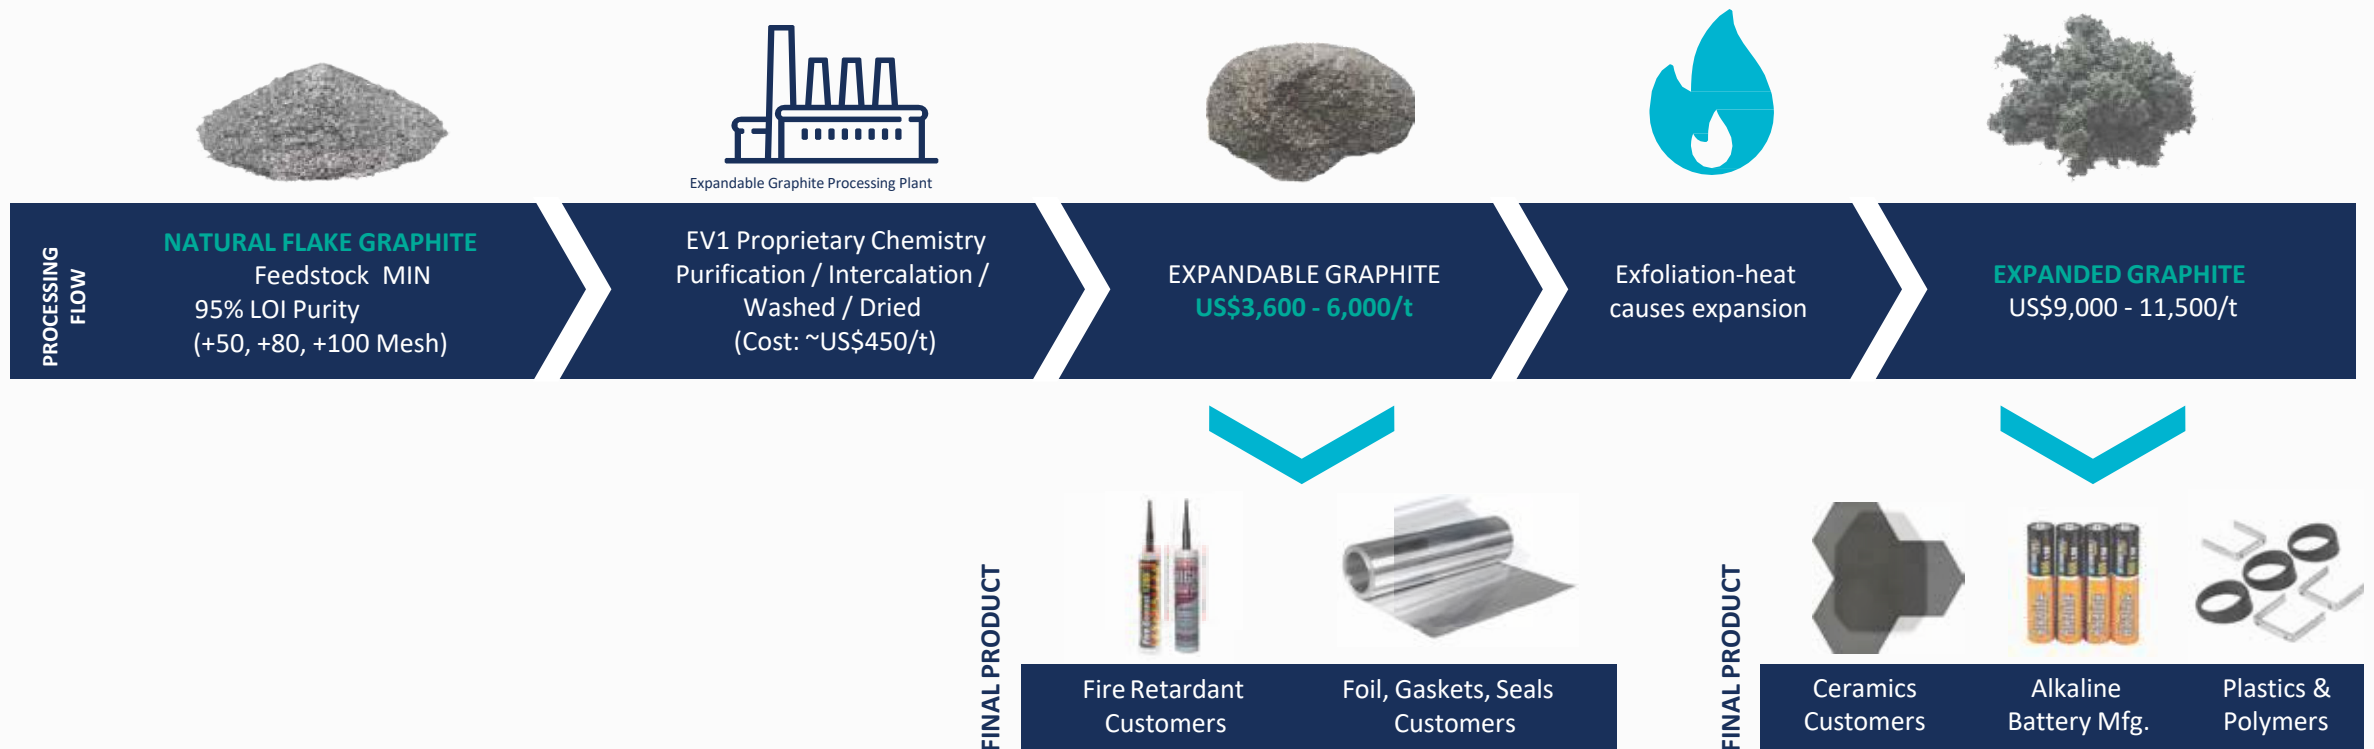 Expandable Graphite Processing Plant
PROCESSING
FLOW
NATURAL FLAKE GRAPHITE
Feedstock MIN
95% LOI Purity
(+50, +80, +100 Mesh)
EV1 Proprietary Chemistry
Purification / Intercalation /
Washed / Dried
(Cost: ~US$450/t)
EXPANDABLE GRAPHITE
US$3,600 - 6,000/t
Exfoliation-heat
causes expansion
EXPANDED GRAPHITE
US$9,000 - 11,500/t
FINAL PRODUCT
Fire Retardant
Customers
Foil, Gaskets, Seals
Customers
FINAL PRODUCT
Ceramics
Customers
Alkaline
Battery Mfg.
Plastics &
Polymers